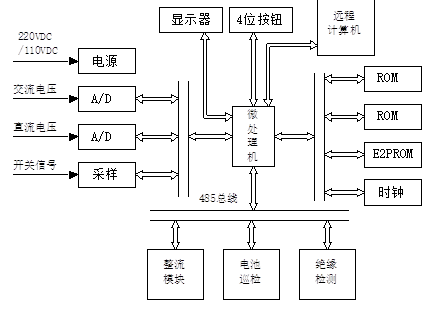 显示器
4位按钮
远程
计算机
220VDC
/110VDC
电源
交流电压
A/D
直流电压
A/D
开关信号
采样
微
处
理
机
ROM
ROM
E2PROM
时钟
485总线
整流
模块
电池
巡检
绝缘
检测